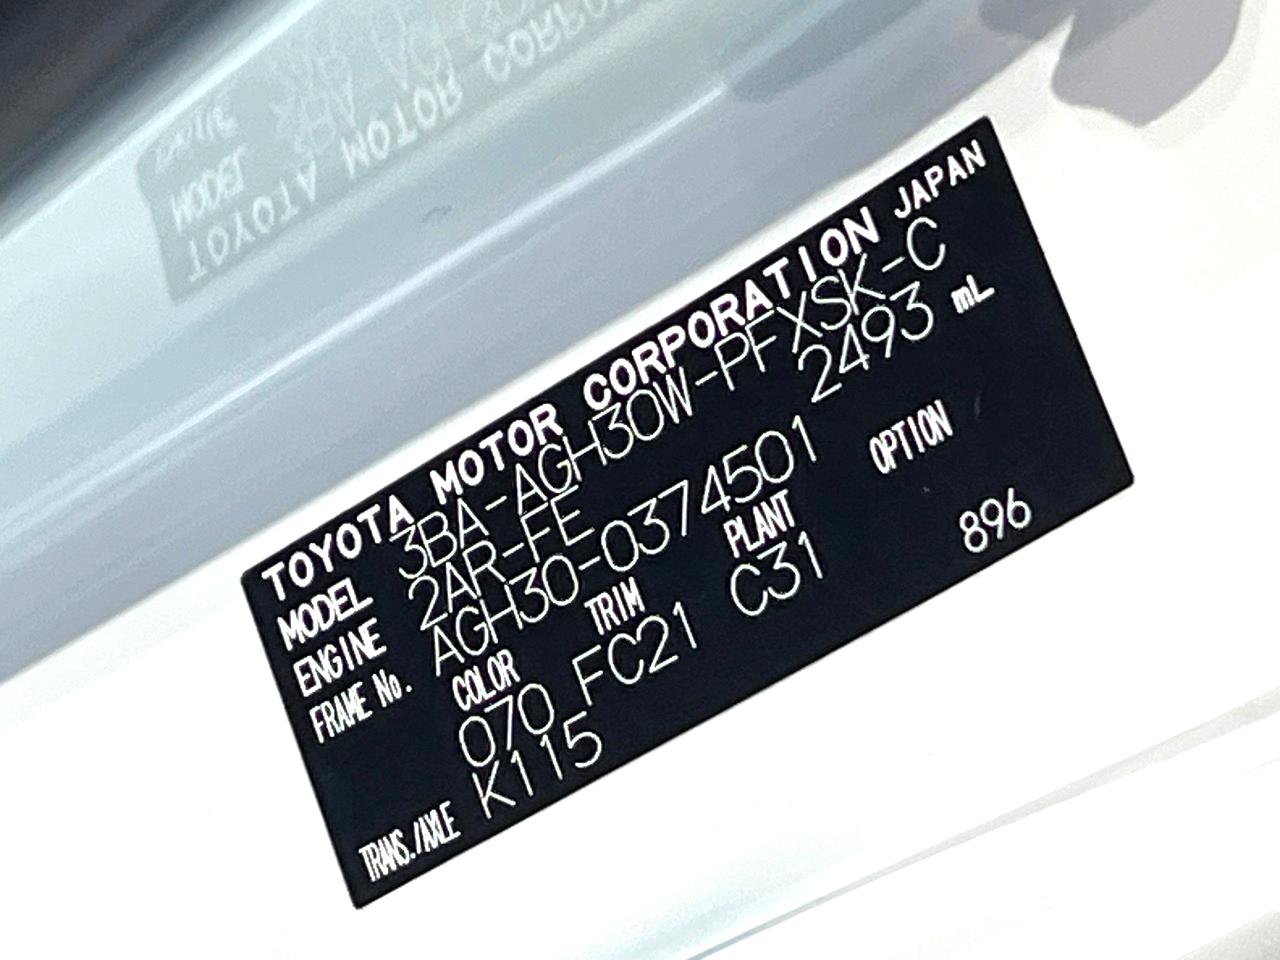 TOYOTA MOTOR CORPORATION JAPAN
MODEL 3BA-AGH30W-PFXSK-C
ENGINE 2AR-FE 2493 mL
FRAME No. AGH30-0374501
COLOR TRIM PLANT OPTION
070 FC21 C31 896
TRANS./AXLE K115